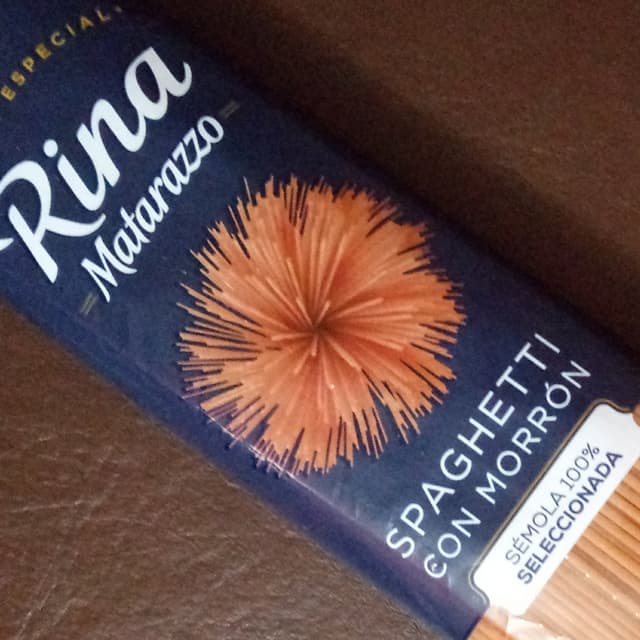 ESPECIAL
Rina
Matarazzo
SPAGHETTI
CON MORRÓN
SÉMOLA 100%
SELECCIONADA